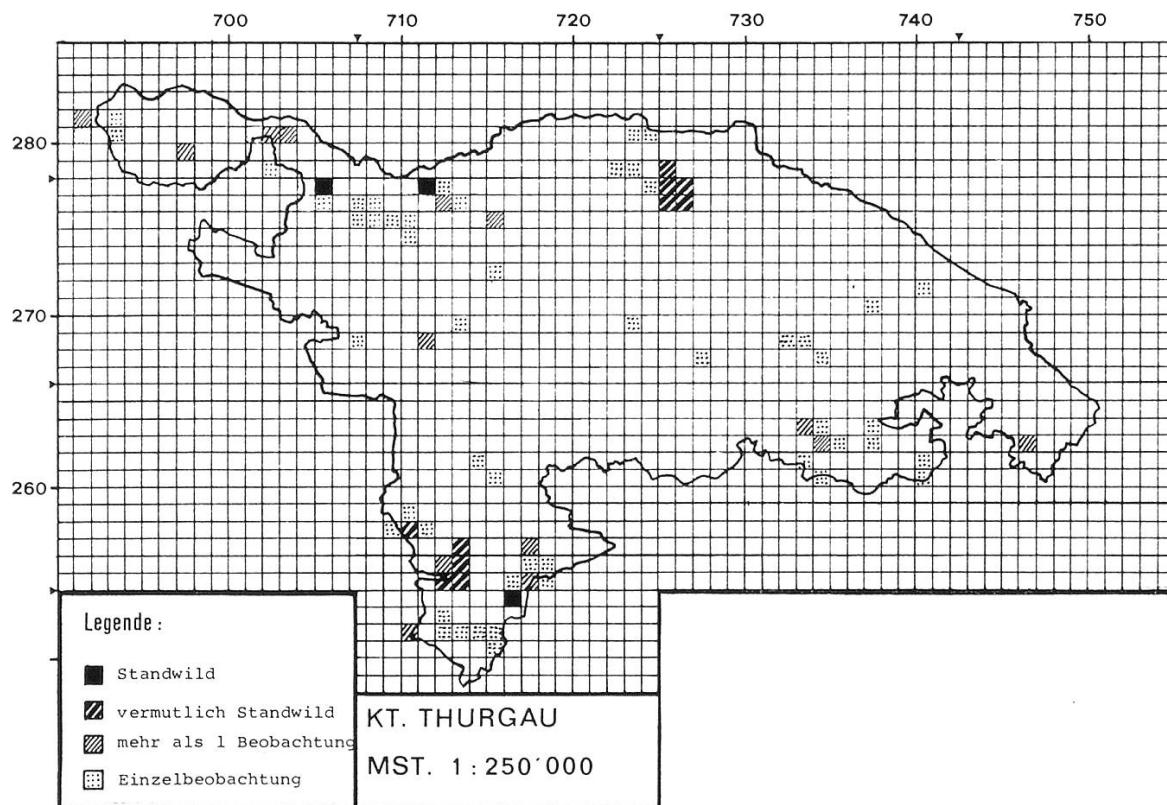 700 710 720 730 740 750
280
270
260
Legende :
Standwild
vermutlich Standwild
mehr als 1 Beobachtung
Einzelbeobachtung
KT. THURGAU
MST. 1 : 250'000